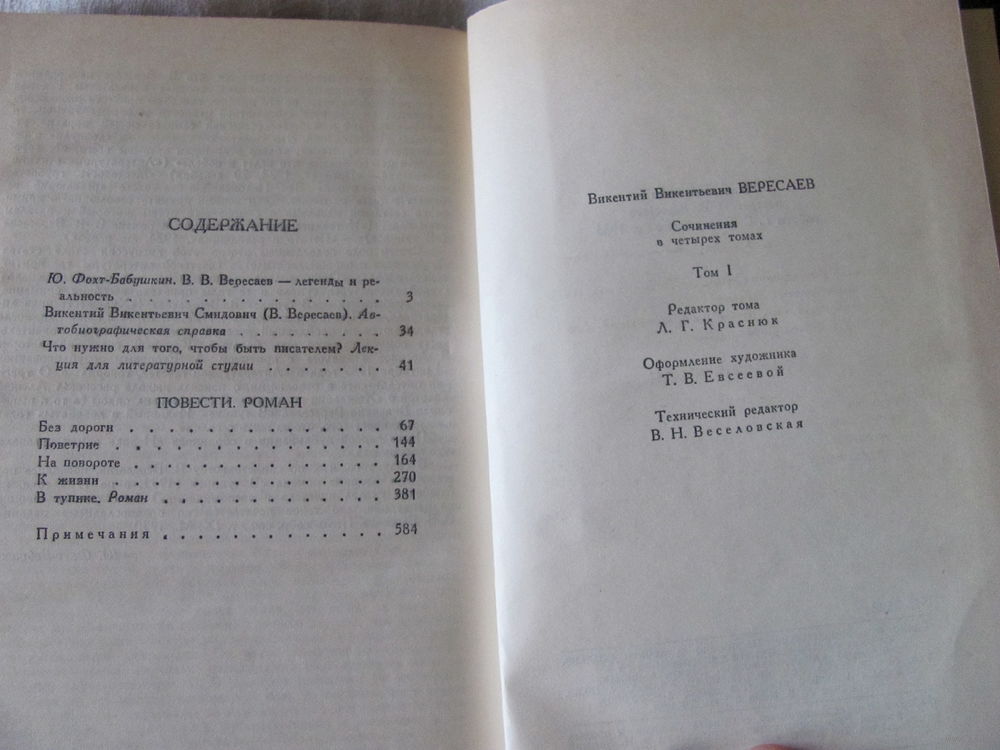 СОДЕРЖАНИЕ
Ю. Фохт-Бабушкин. В. В. Вересаев — легенды и ре-
альность . . . . . . . . . . . . . . . 3
Викентий Викентьевич Смидович (В. Вересаев). Ав-
тобиографическая справка . . . . . . . . 34
Что нужно для того, чтобы быть писателем? Лек-
ция для литературной студии . . . . . . . 41
ПОВЕСТИ. РОМАН
Без дороги . . . . . . . . . . . . . . . 67
Поветрие . . . . . . . . . . . . . . . 144
На повороте . . . . . . . . . . . . . . 164
К жизни . . . . . . . . . . . . . . . 270
В тупике. Роман . . . . . . . . . . . . 381
Примечания . . . . . . . . . . . . . 584
Викентий Викентьевич ВЕРЕСАЕВ
Сочинения
в четырех томах
Том I
Редактор тома
Л. Г. Краснюк
Оформление художника
Т. В. Евсеевой
Технический редактор
В. Н. Веселовская